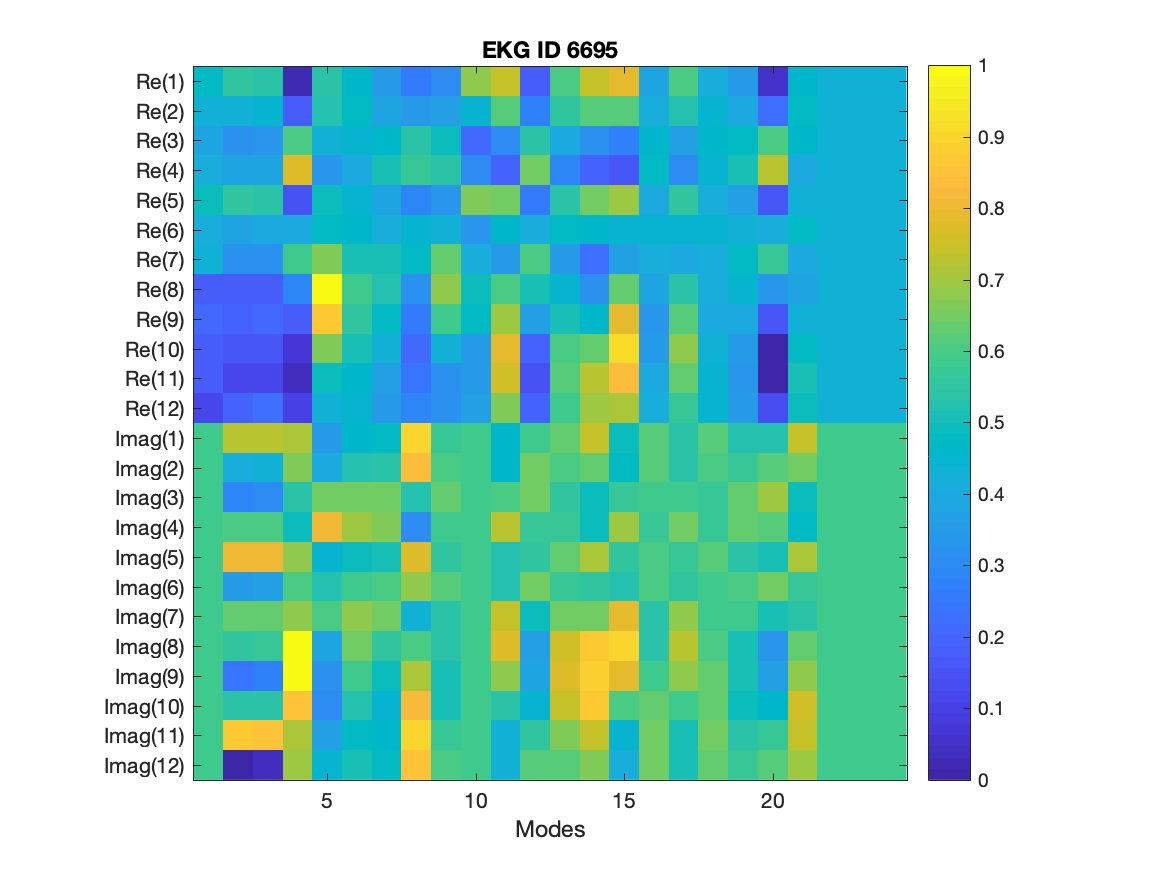 EKG ID 6695
Re(1)
Re(2)
Re(3)
Re(4)
Re(5)
Re(6)
Re(7)
Re(8)
Re(9)
Re(10)
Re(11)
Re(12)
Imag(1)
Imag(2)
Imag(3)
Imag(4)
Imag(5)
Imag(6)
Imag(7)
Imag(8)
Imag(9)
Imag(10)
Imag(11)
Imag(12)
5 10 15 20
Modes
1
0.9
0.8
0.7
0.6
0.5
0.4
0.3
0.2
0.1
0